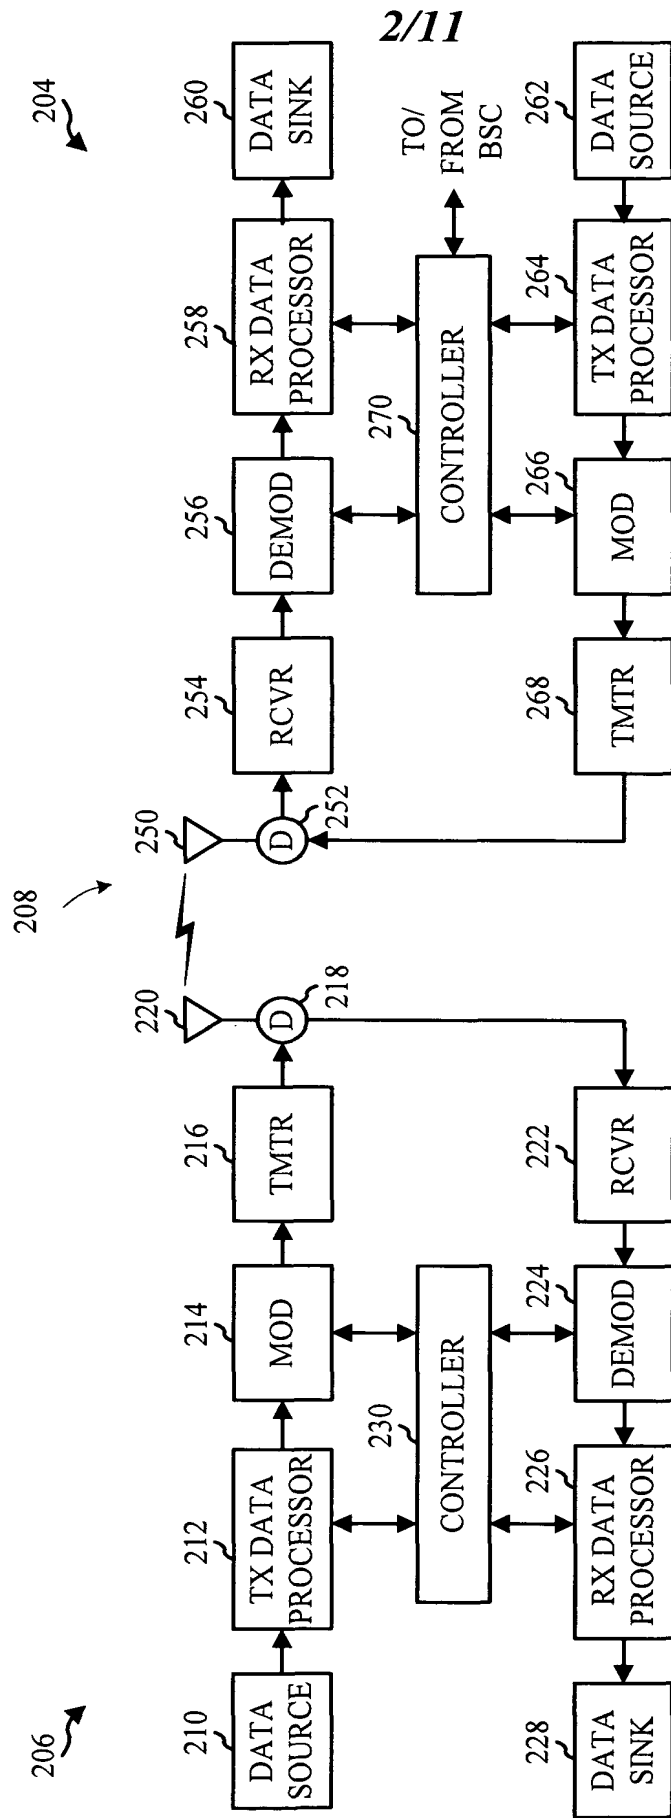 2/11
206
208
204
210
DATA
SOURCE
212
TX DATA
PROCESSOR
214
MOD
216
TMTR
220
D
218
250
D
252
254
RCVR
256
DEMOD
258
RX DATA
PROCESSOR
260
DATA
SINK
230
CONTROLLER
270
CONTROLLER
TO/
FROM
BSC
228
DATA
SINK
226
RX DATA
PROCESSOR
224
DEMOD
222
RCVR
268
TMTR
266
MOD
264
TX DATA
PROCESSOR
262
DATA
SOURCE